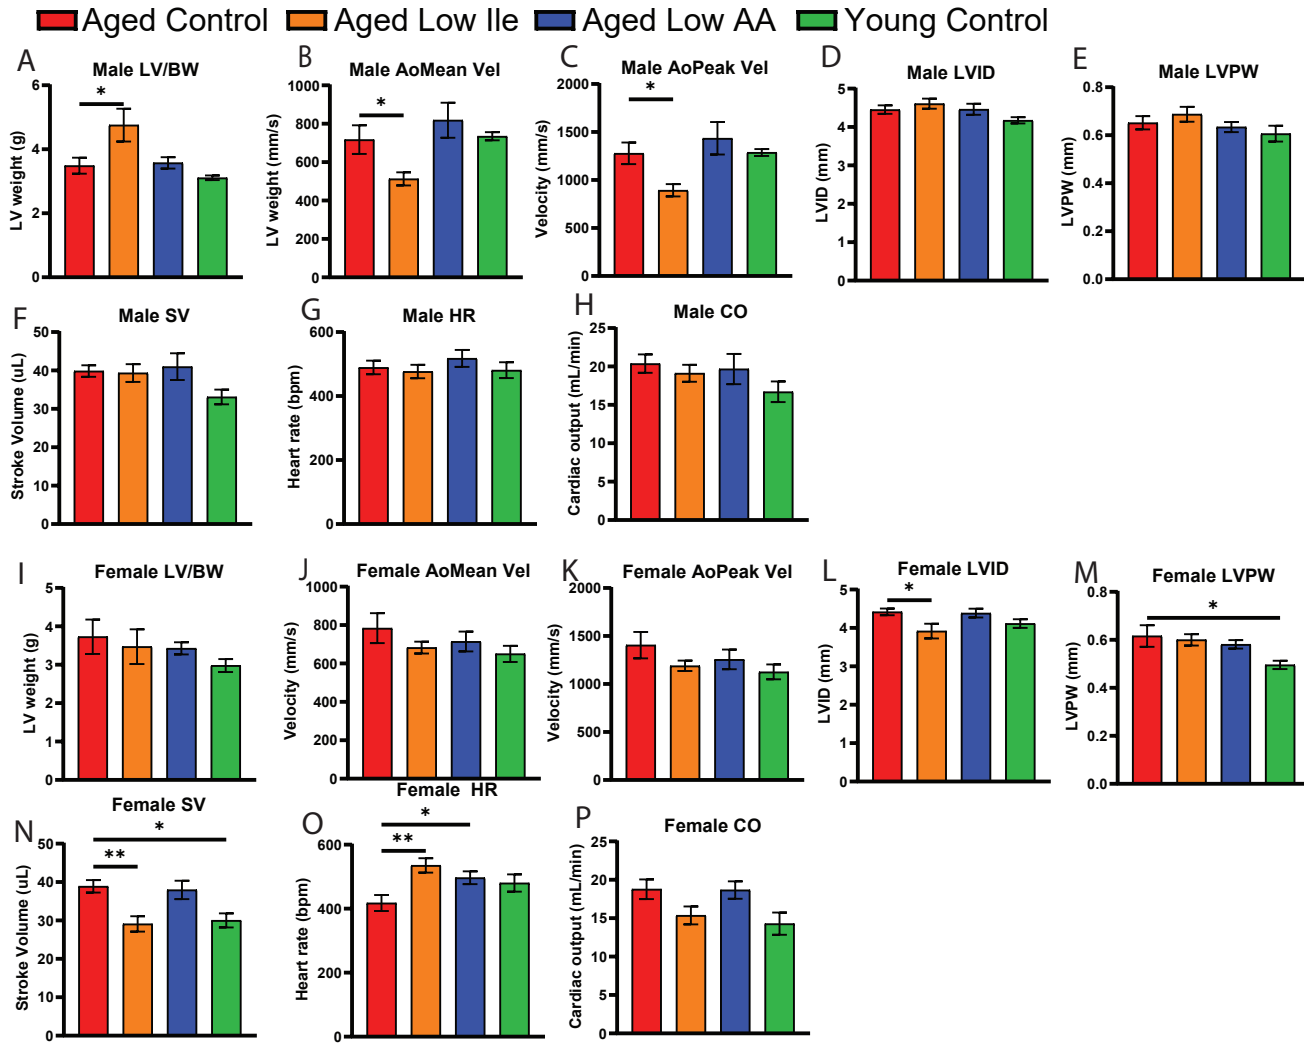 Aged Control Aged Low Ile Aged Low AA Young Control
A
Male LV/BW
*
LV weight (g)
6
4
2
0
B
Male AoMean Vel
*
LV weight (mm/s)
1000
800
600
400
200
0
C
Male AoPeak Vel
*
Velocity (mm/s)
2000
1500
1000
500
0
D
Male LVID
LVID (mm)
5
4
4
3
2
1
0
E
Male LVPW
LVPW (mm)
0.8
0.6
0.4
0.2
0.0
F
Male SV
Stroke Volume (uL)
50
40
30
20
10
0
G
Male HR
Heart rate (bpm)
600
400
200
0
H
Male CO
Cardiac output (mL/min)
25
20
15
10
5
0
I
Female LV/BW
LV weight (g)
5
4
3
2
1
0
J
Female AoMean Vel
Velocity (mm/s)
1000
800
600
400
200
0
K
Female AoPeak Vel
Velocity (mm/s)
2000
1500
1000
500
0
L
Female LVID
*
LVID (mm)
5
4
4
3
2
1
0
M
Female LVPW
*
LVPW (mm)
0.8
0.6
0.4
0.2
0.0
N
Female SV
*
**
Stroke Volume (uL)
50
40
30
20
10
0
O
Female HR
*
**
Heart rate (bpm)
600
400
200
0
P
Female CO
Cardiac output (mL/min)
25
20
15
10
5
0